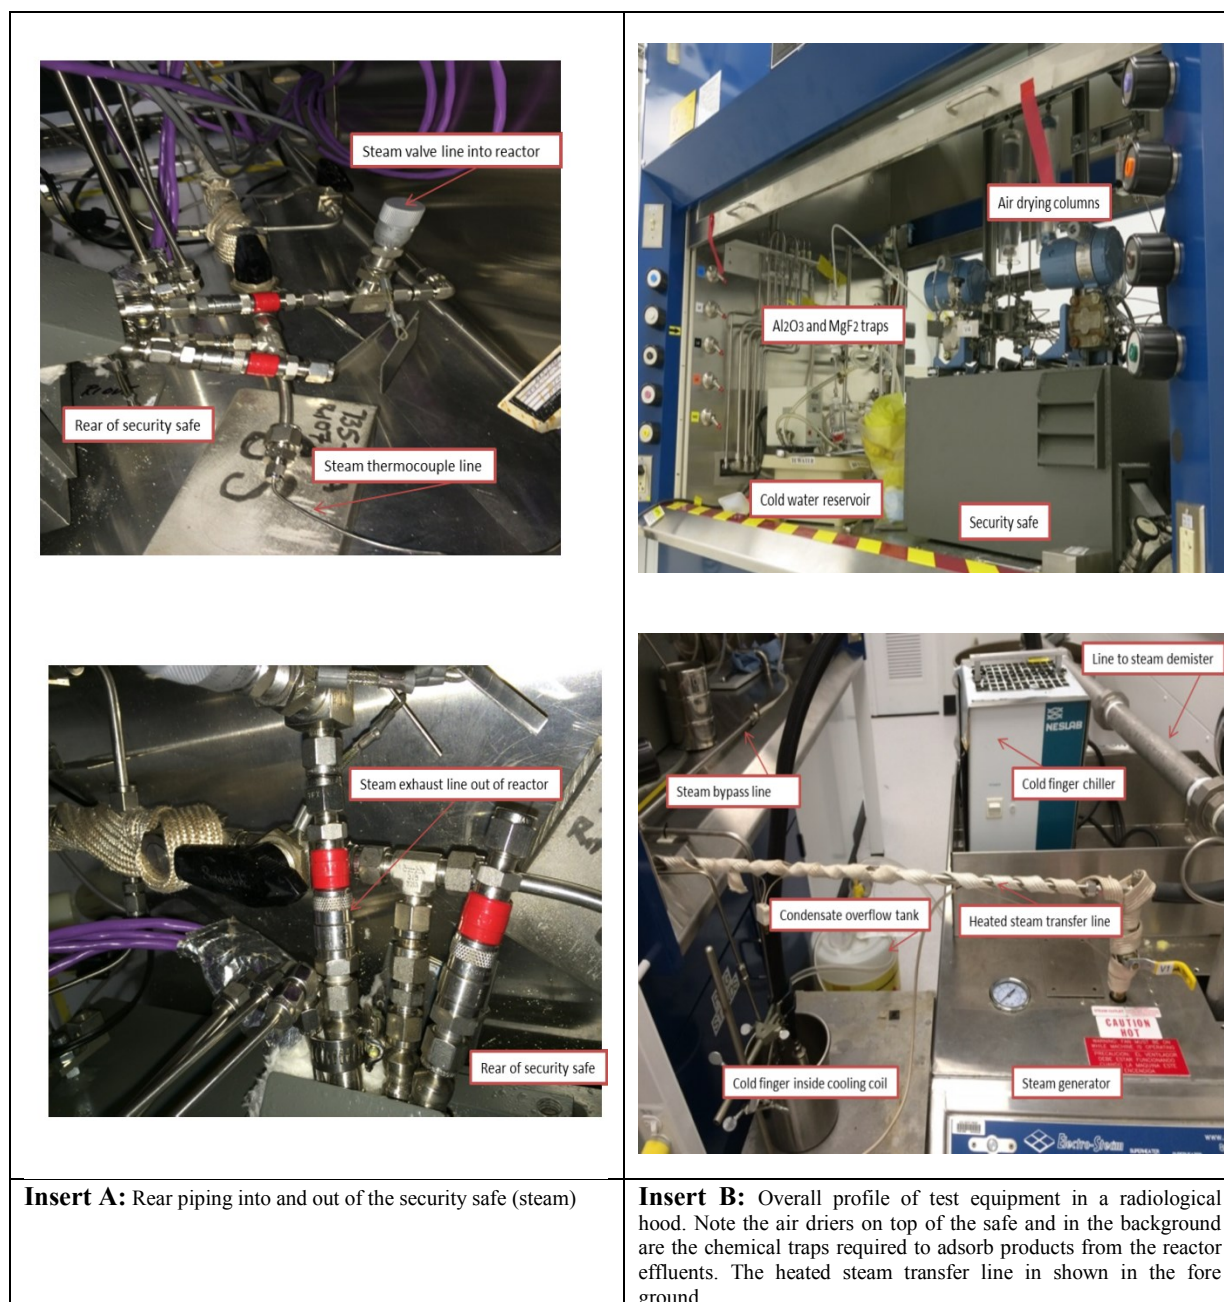 Steam valve line into reactor
Rear of security safe
Steam thermocouple line
Air drying columns
Al2O3 and MgF2 traps
Cold water reservoir
Security safe
Steam exhaust line out of reactor
Rear of security safe
Line to steam demister
NESLAB
Steam bypass line
Cold finger chiller
Condensate overflow tank
Heated steam transfer line
V1
CAUTION
HOT
Cold finger inside cooling coil
Steam generator
Electro-Steam
Insert A: Rear piping into and out of the security safe (steam)
Insert B: Overall profile of test equipment in a radiological
hood. Note the air driers on top of the safe and in the background
are the chemical traps required to adsorb products from the reactor
effluents. The heated steam transfer line in shown in the fore
ground